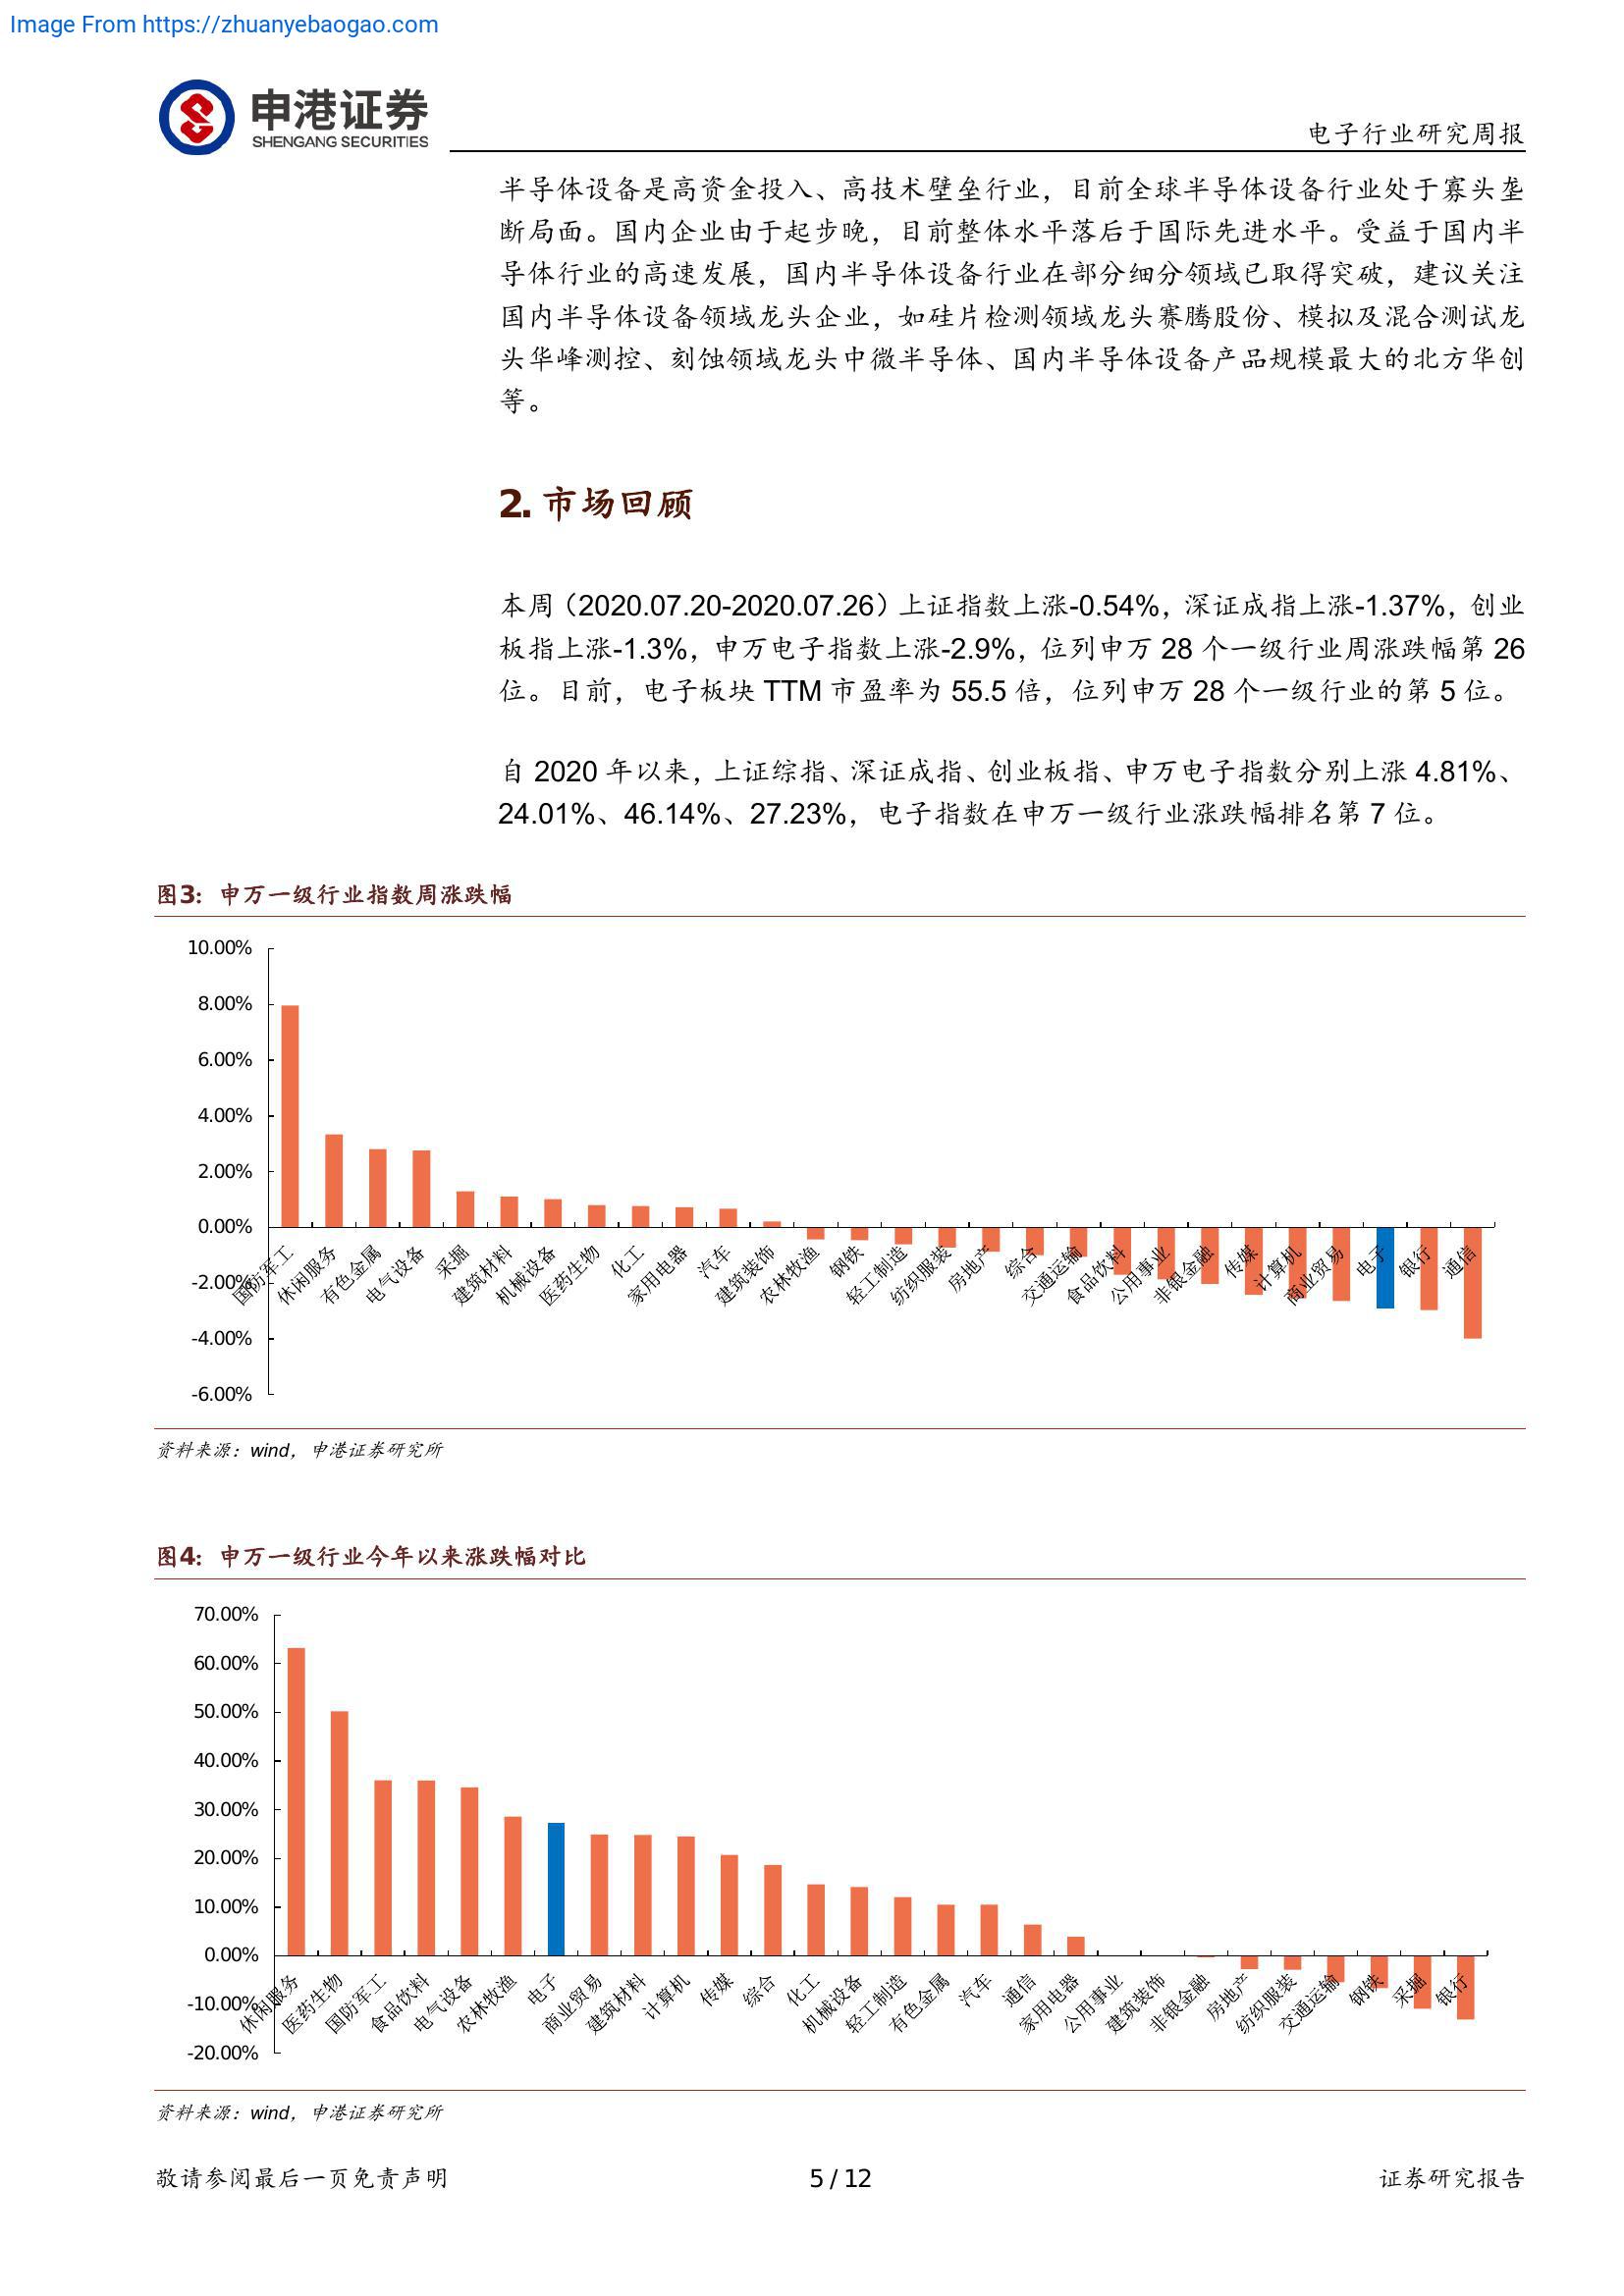 Image From https://zhuanyebaogao.com
申港证券
SHENGANG SECURITIES
电子行业研究周报
半导体设备是高资金投入、高技术壁垒行业，目前全球半导体设备行业处于寡头垄
断局面。国内企业由于起步晚，目前整体水平落后于国际先进水平。受益于国内半
导体行业的高速发展，国内半导体设备行业在部分细分领域已取得突破，建议关注
国内半导体设备领域龙头企业，如硅片检测领域龙头赛腾股份、模拟及混合测试龙
头华峰测控、刻蚀领域龙头中微半导体、国内半导体设备产品规模最大的北方华创
等。
2. 市场回顾
本周（2020.07.20-2020.07.26）上证指数上涨-0.54%，深证成指上涨-1.37%，创业
板指上涨-1.3%，申万电子指数上涨-2.9%，位列申万 28 个一级行业周涨跌幅第 26
位。目前，电子板块 TTM 市盈率为 55.5 倍，位列申万 28 个一级行业的第 5 位。
自 2020 年以来，上证综指、深证成指、创业板指、申万电子指数分别上涨 4.81%、
24.01%、46.14%、27.23%，电子指数在申万一级行业涨跌幅排名第 7 位。
图3：申万一级行业指数周涨跌幅
10.00%
8.00%
6.00%
4.00%
2.00%
0.00%
-2.00%
-4.00%
-6.00%
国防军工
休闲服务
有色金属
电气设备
采掘
建筑材料
机械设备
医药生物
化工
家用电器
汽车
建筑装饰
农林牧渔
钢铁
轻工制造
纺织服装
房地产
综合
交通运输
食品饮料
公用事业
非银金融
传媒
计算机
商业贸易
电子
银行
通信
资料来源：wind，申港证券研究所
图4：申万一级行业今年以来涨跌幅对比
70.00%
60.00%
50.00%
40.00%
30.00%
20.00%
10.00%
0.00%
-10.00%
-20.00%
休闲服务
医药生物
国防军工
食品饮料
电气设备
农林牧渔
电子
商业贸易
建筑材料
计算机
传媒
综合
化工
机械设备
轻工制造
有色金属
汽车
通信
家用电器
公用事业
建筑装饰
非银金融
房地产
纺织服装
交通运输
钢铁
采掘
银行
资料来源：wind，申港证券研究所
敬请参阅最后一页免责声明
5 / 12
证券研究报告